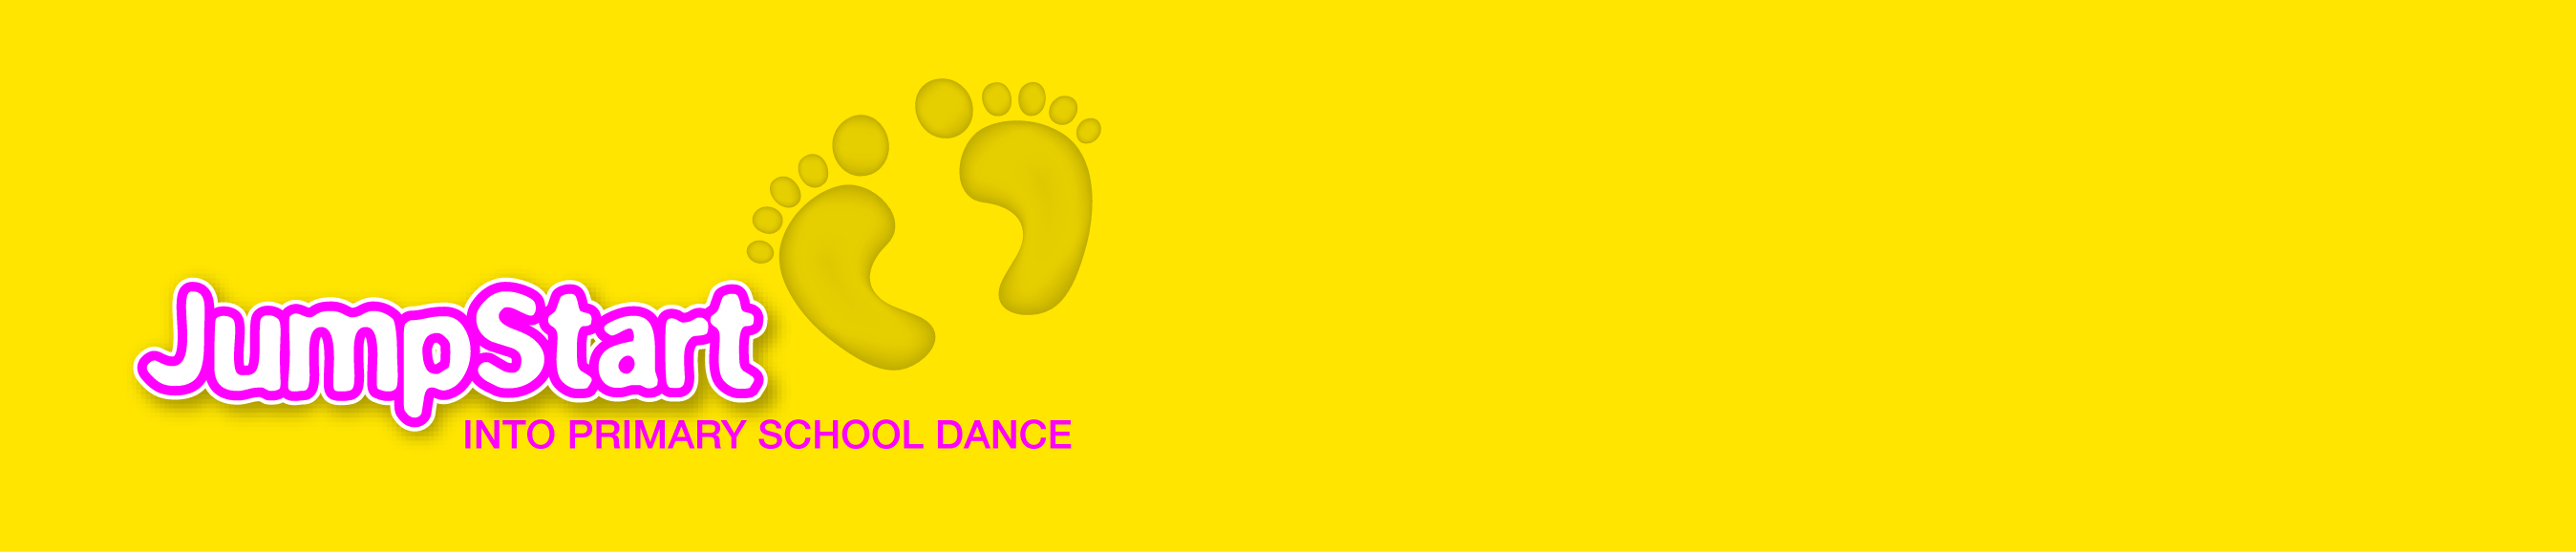 JumpStart
INTO PRIMARY SCHOOL DANCE